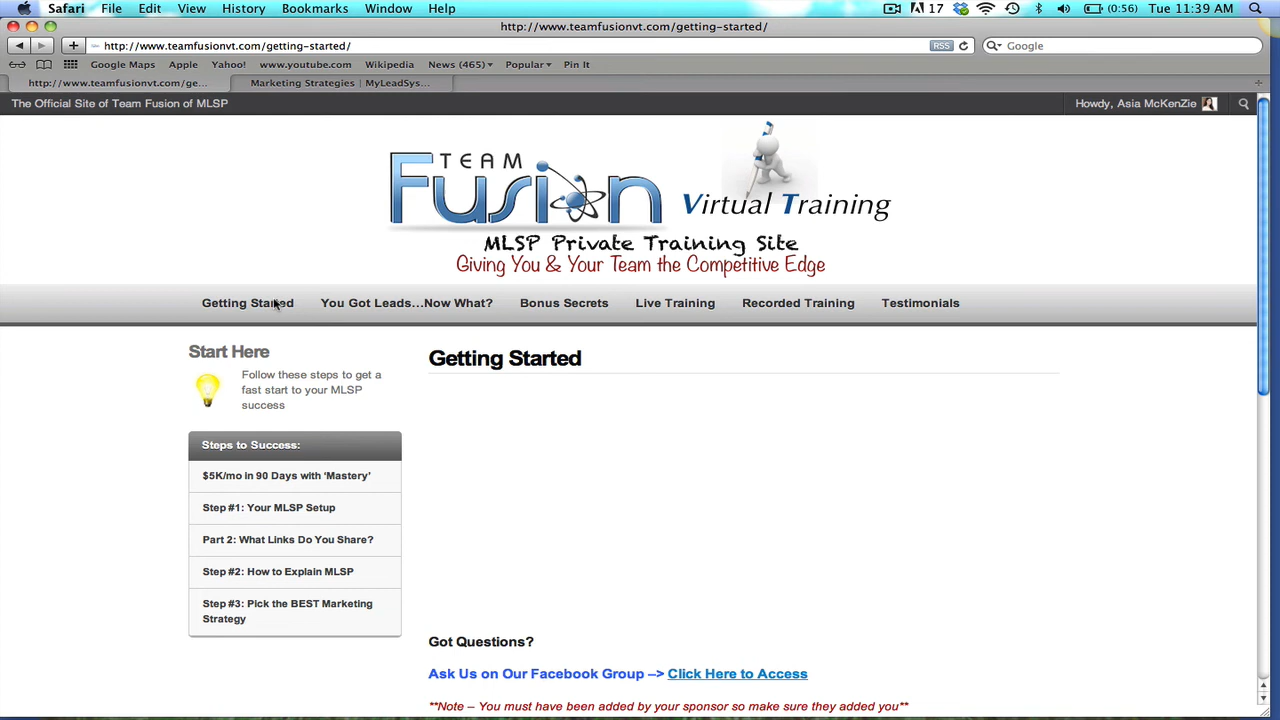 Safari File Edit View History Bookmarks Window Help 17 (0:56) Tue 11:39 AM
http://www.teamfusionvt.com/getting-started/
http://www.teamfusionvt.com/getting-started/ RSS Google
Google Maps Apple Yahoo! www.youtube.com Wikipedia News (465) Popular Pin It
http://www.teamfusionvt.com/ge... Marketing Strategies | MyLeadSys...
The Official Site of Team Fusion of MLSP Howdy, Asia McKenZie
TEAM
Fusion Virtual Training
MLSP Private Training Site
Giving You & Your Team the Competitive Edge
Getting Started You Got Leads...Now What? Bonus Secrets Live Training Recorded Training Testimonials
Start Here
Follow these steps to get a
fast start to your MLSP
success
Steps to Success:
$5K/mo in 90 Days with ‘Mastery’
Step #1: Your MLSP Setup
Part 2: What Links Do You Share?
Step #2: How to Explain MLSP
Step #3: Pick the BEST Marketing
Strategy
Getting Started
Got Questions?
Ask Us on Our Facebook Group –> Click Here to Access
**Note – You must have been added by your sponsor so make sure they added you**